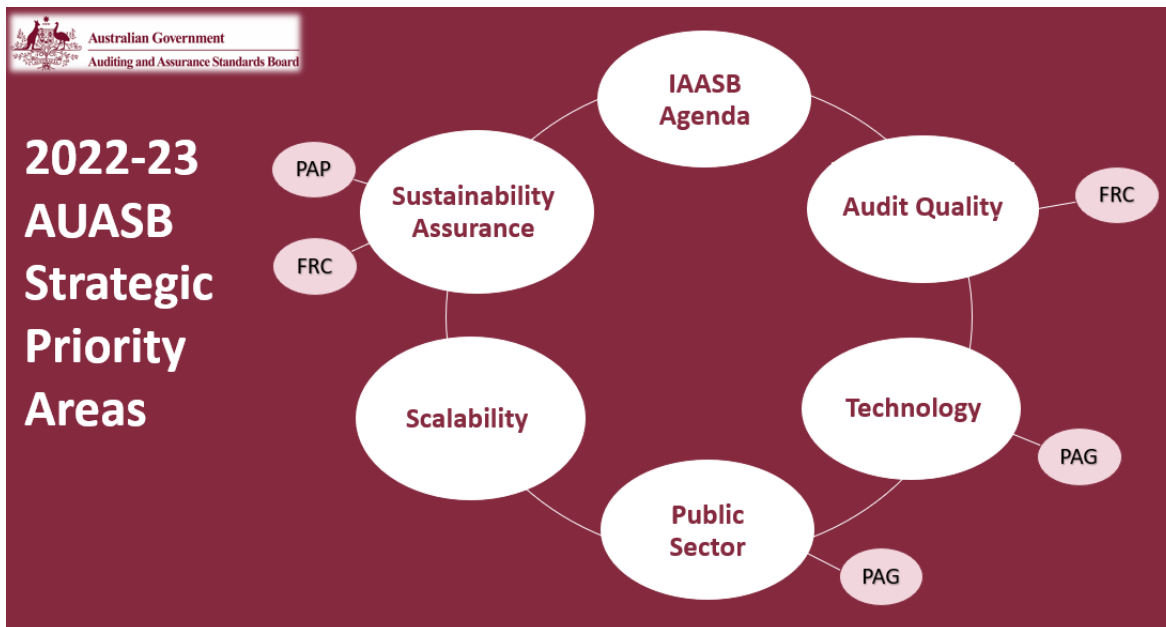 Australian Government
Auditing and Assurance Standards Board
2022-23
AUASB
Strategic
Priority
Areas
IAASB
Agenda
Audit Quality
FRC
Technology
PAG
Public
Sector
PAG
Scalability
Sustainability
Assurance
PAP
FRC